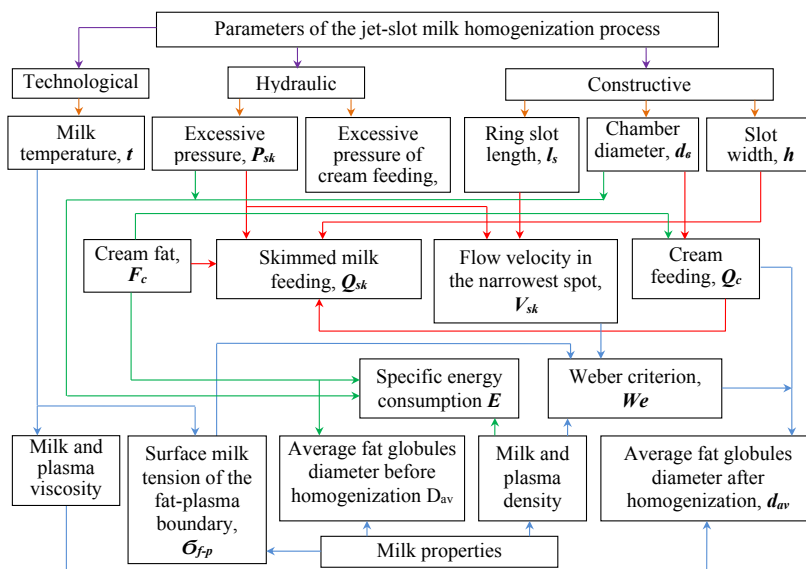 Parameters of the jet-slot milk homogenization process
Technological
Hydraulic
Constructive
Milk
temperature, t
Excessive
pressure, Psk
Excessive
pressure of
cream feeding,
Ring slot
length, ls
Chamber
diameter, dв
Slot
width, h
Cream fat,
Fc
Skimmed milk
feeding, Qsk
Flow velocity in
the narrowest spot,
Vsk
Cream
feeding, Qc
Specific energy
consumption E
Weber criterion,
We
Milk and
plasma
viscosity
Surface milk
tension of the
fat-plasma
boundary,
Ϭf-p
Average fat globules
diameter before
homogenization Dav
Milk and
plasma
density
Average fat globules
diameter after
homogenization, dav
Milk properties